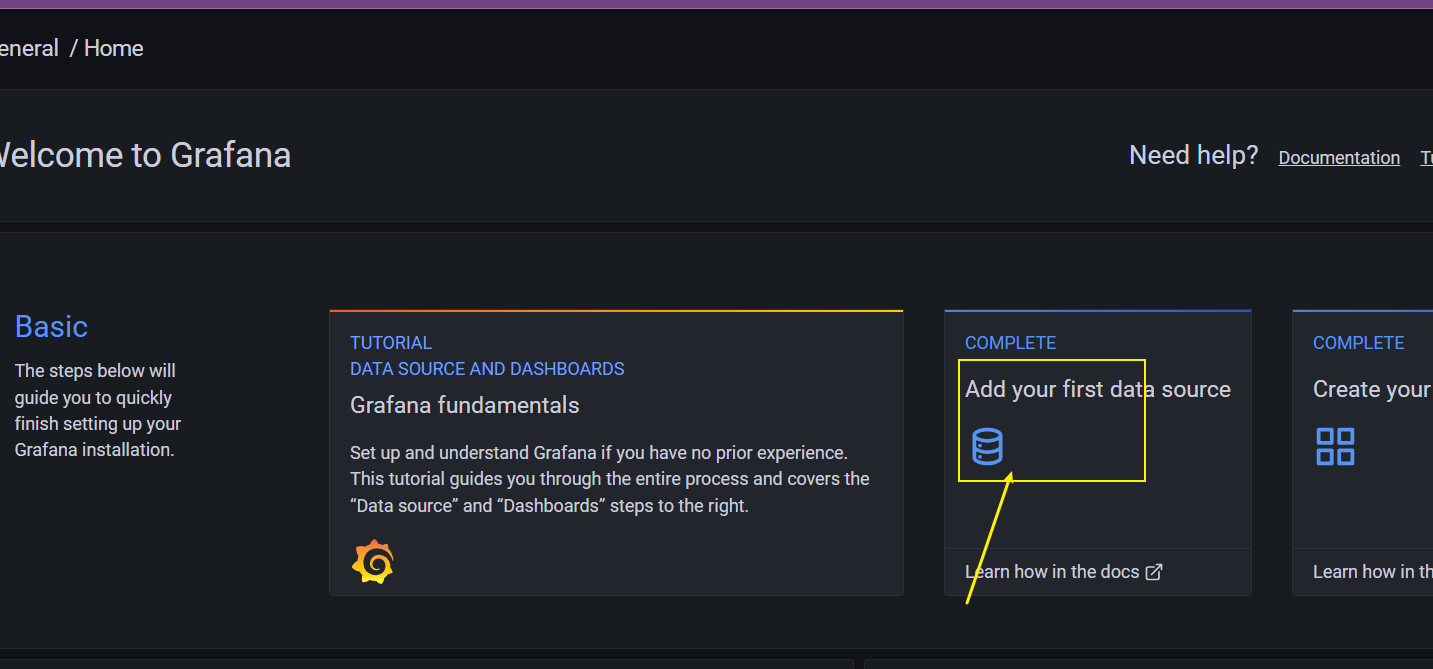 eneral / Home
Welcome to Grafana
Need help? Documentation
Basic
The steps below will
guide you to quickly
finish setting up your
Grafana installation.
TUTORIAL
DATA SOURCE AND DASHBOARDS
Grafana fundamentals
Set up and understand Grafana if you have no prior experience.
This tutorial guides you through the entire process and covers the
“Data source” and “Dashboards” steps to the right.
COMPLETE
Add your first data source
Learn how in the docs
COMPLETE
Create your
Learn how in th